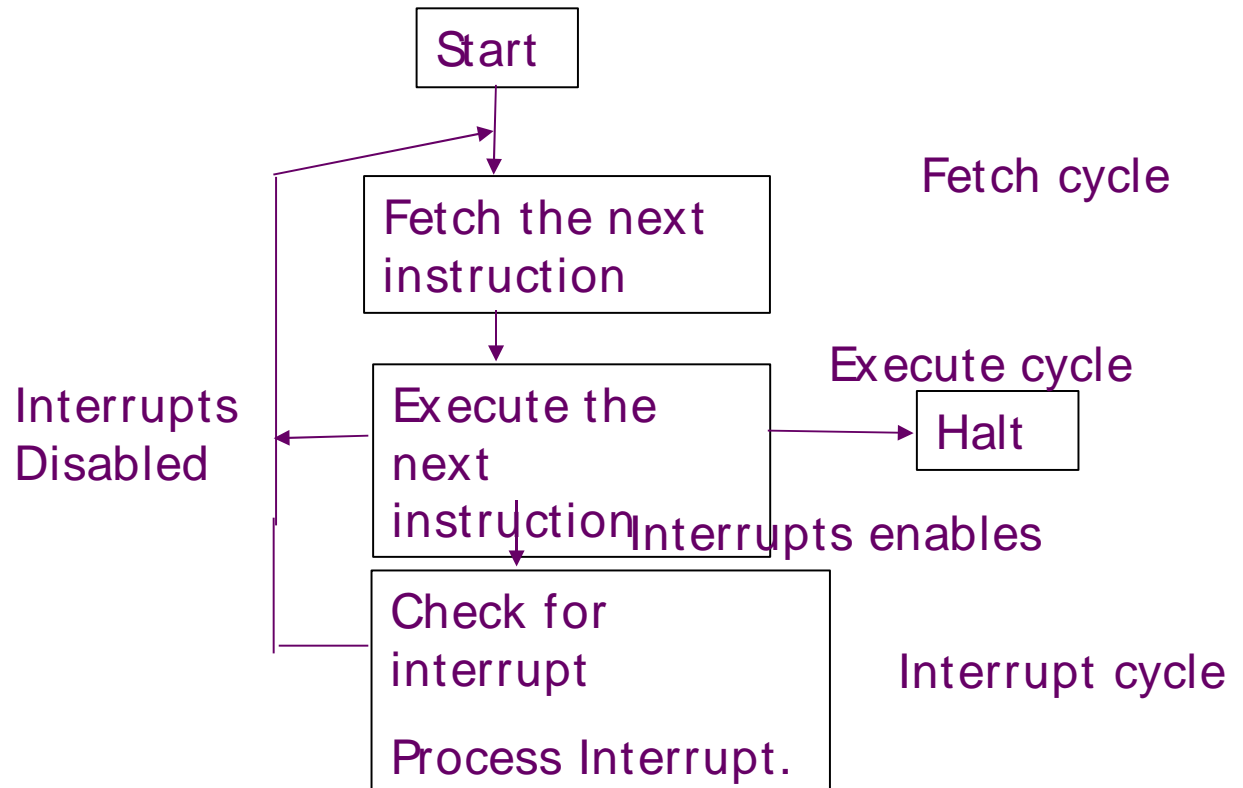 Start
Fetch cycle
Fetch the next
instruction
Execute cycle
Interrupts
Disabled
Execute the
next
instruction
Halt
Interrupts enables
Check for
interrupt
Process Interrupt.
Interrupt cycle